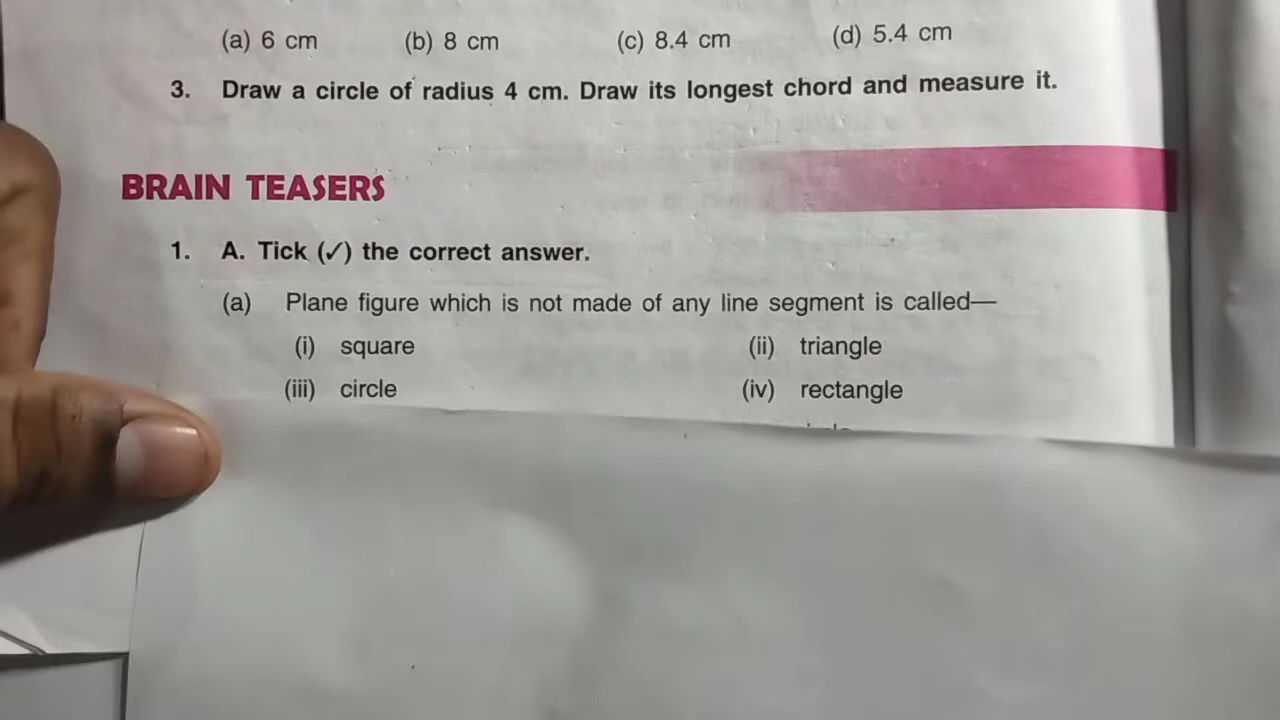 (a) 6 cm (b) 8 cm (c) 8.4 cm (d) 5.4 cm
3. Draw a circle of radius 4 cm. Draw its longest chord and measure it.
BRAIN TEASERS
1. A. Tick (✓) the correct answer.
(a) Plane figure which is not made of any line segment is called—
(i) square (ii) triangle
(iii) circle (iv) rectangle